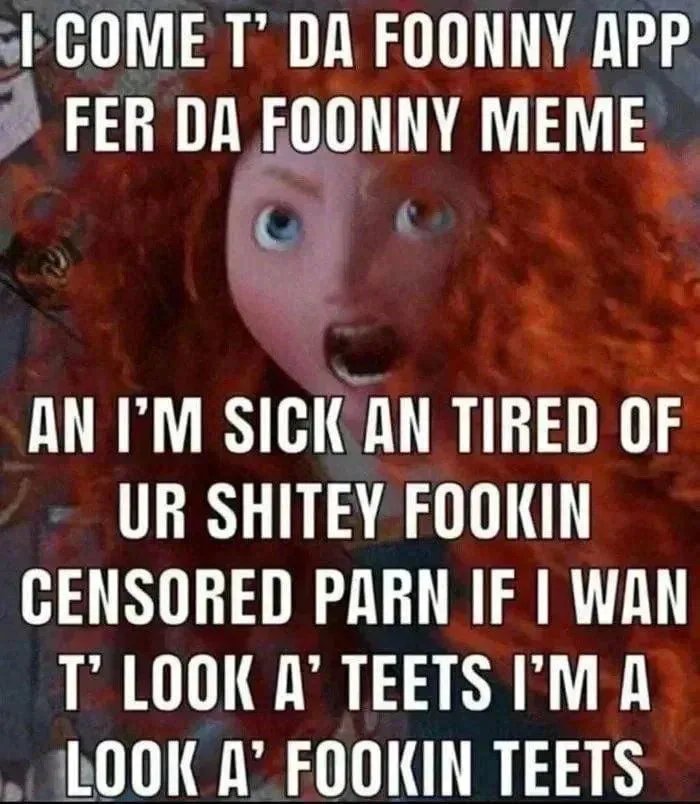 I COME T' DA FOONNY APP
FER DA FOONNY MEME
AN I'M SICK AN TIRED OF
UR SHITEY FOOKIN
CENSORED PARN IF I WAN
T' LOOK A' TEETS I'M A
LOOK A' FOOKIN TEETS